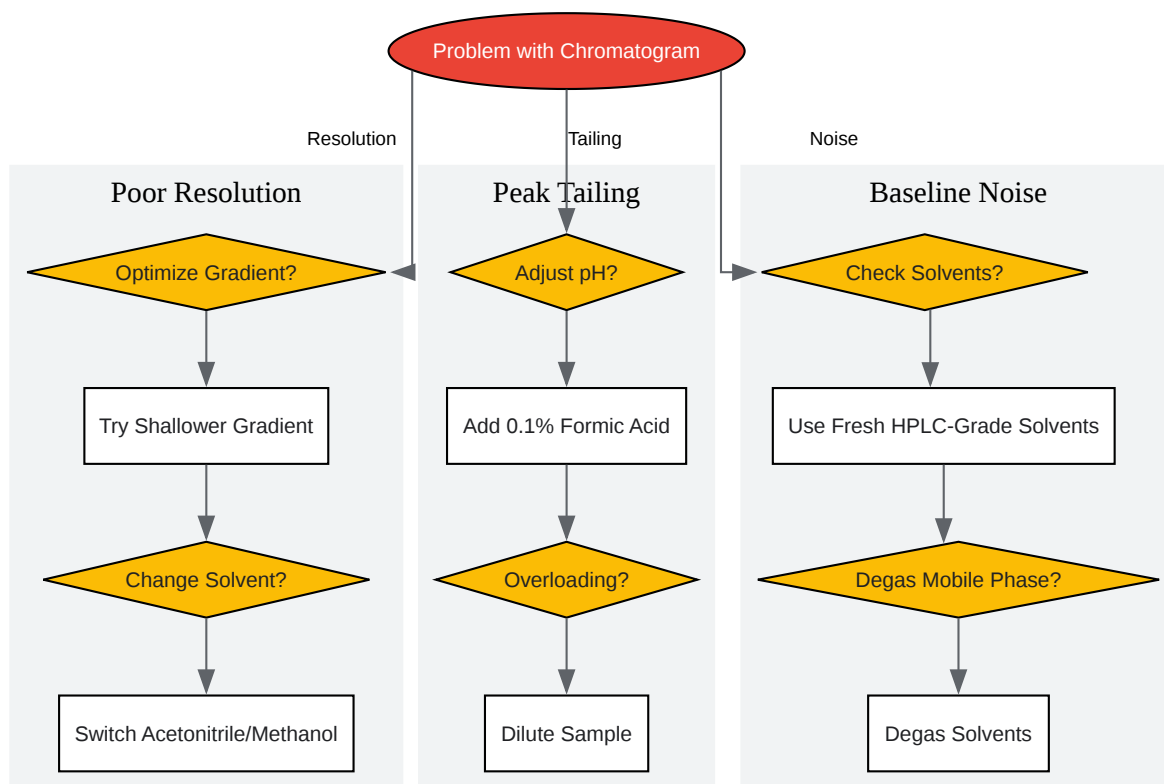 Problem with Chromatogram
Resolution
Tailing
Noise
Poor Resolution
Peak Tailing
Baseline Noise
Optimize Gradient?
Adjust pH?
Check Solvents?
Try Shallower Gradient
Add 0.1% Formic Acid
Use Fresh HPLC-Grade Solvents
Change Solvent?
Overloading?
Degas Mobile Phase?
Switch Acetonitrile/Methanol
Dilute Sample
Degas Solvents